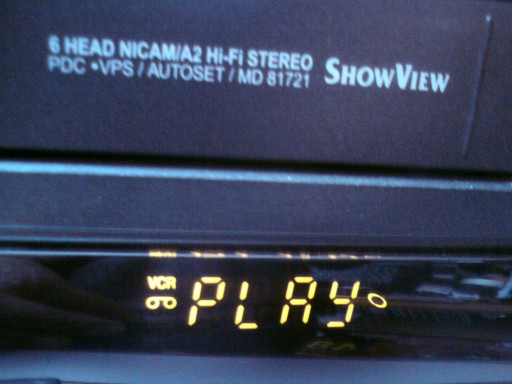 6 HEAD NICAM/A2 Hi-Fi STEREO
PDC •VPS / AUTOSET / MD 81721
SHOWVIEW
VCR
PLAY